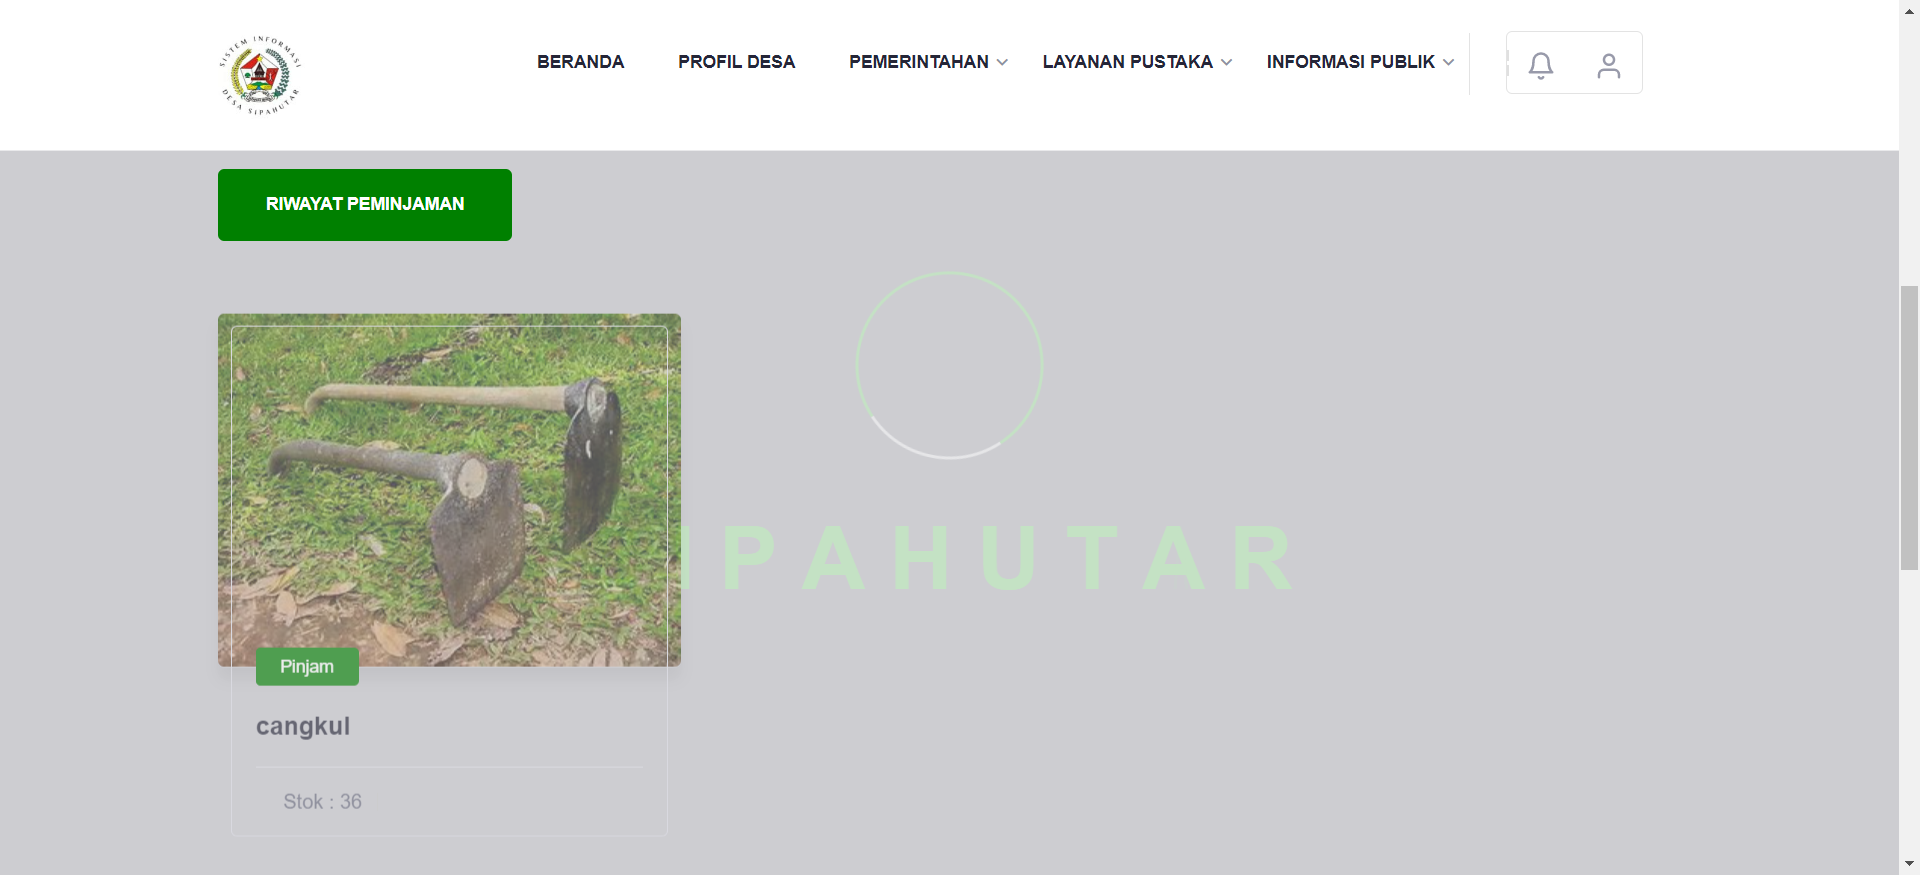 SISTEM INFORMASI
DESA SIPAHUTAR
BERANDA
PROFIL DESA
PEMERINTAHAN
LAYANAN PUSTAKA
INFORMASI PUBLIK
RIWAYAT PEMINJAMAN
IPAHUTAR
Pinjam
cangkul
Stok : 36